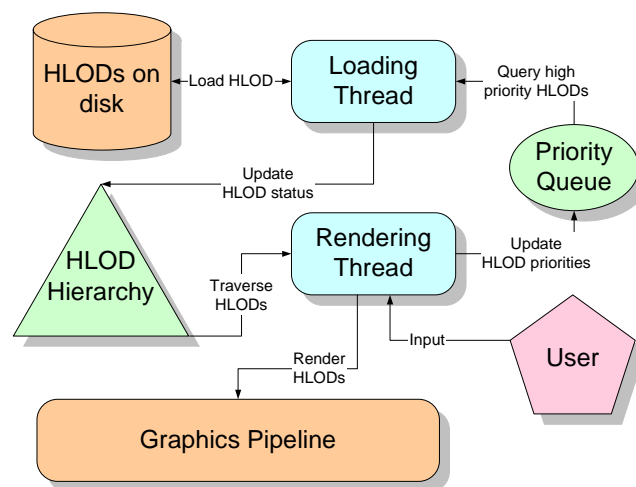 HLODs on
disk
Load HLOD
Loading
Thread
Query high
priority HLODs
Priority
Queue
Update
HLOD status
HLOD
Hierarchy
Traverse
HLODs
Rendering
Thread
Update
HLOD priorities
Input
User
Render
HLODs
Graphics Pipeline